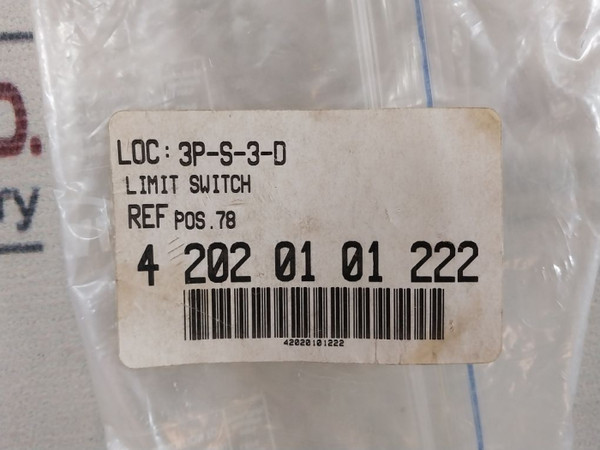 LOC: 3P-S-3-D
LIMIT SWITCH
REF POS.78
4 202 01 01 222
42020101222